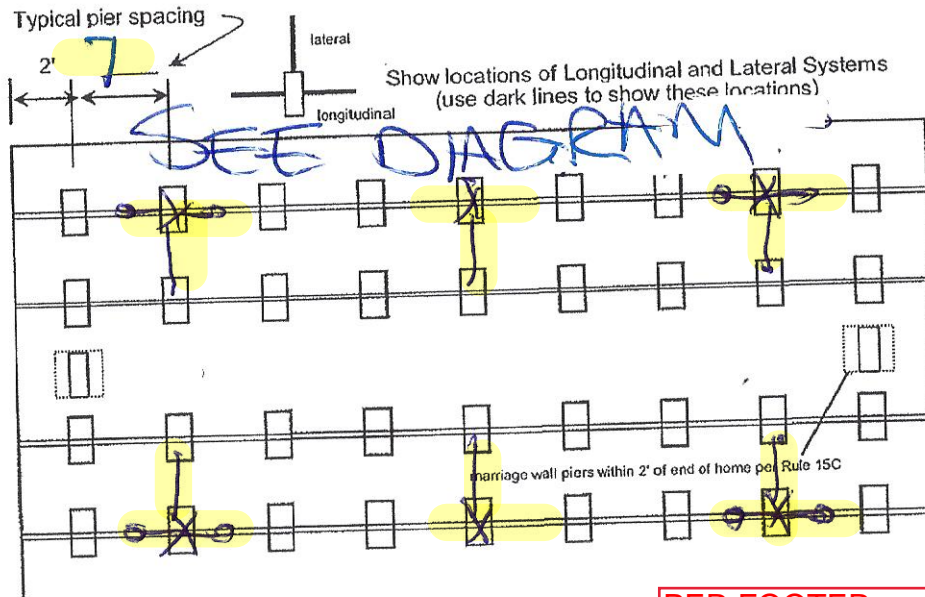 Typical pier spacing
2' 7
lateral
longitudinal
Show locations of Longitudinal and Lateral Systems
(use dark lines to show these locations)
SEE DIAGRAM
marriage wall piers within 2' of end of home per Rule 15C